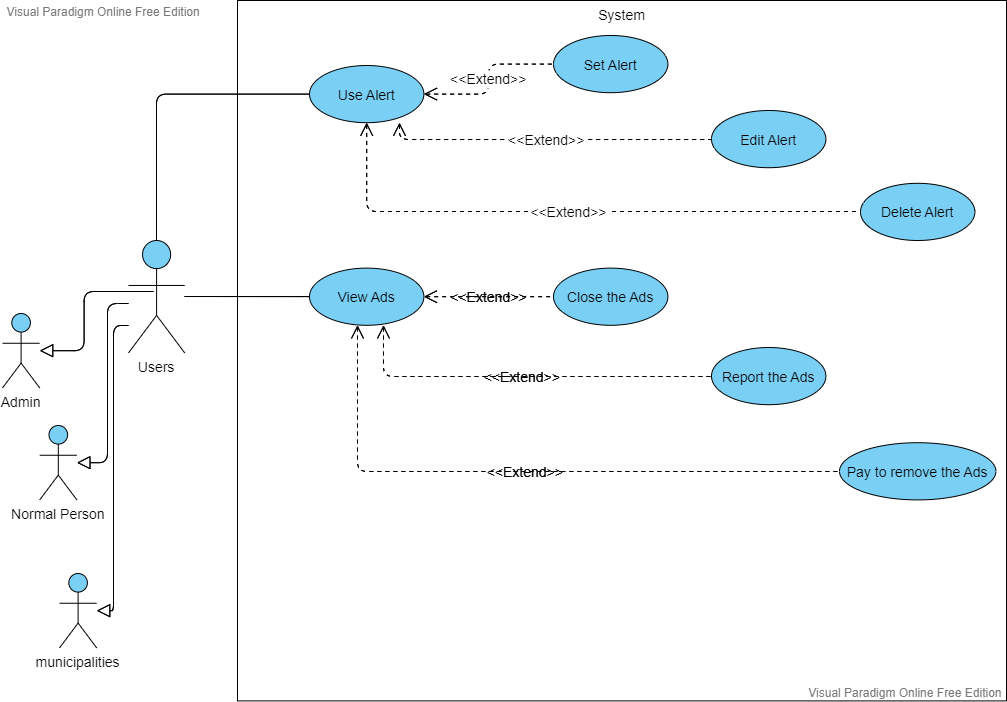 Visual Paradigm Online Free Edition
System
Set Alert
<<Extend>>
Use Alert
<<Extend>>
Edit Alert
<<Extend>>
Delete Alert
View Ads
<<Extend>>
Close the Ads
Users
<<Extend>>
Report the Ads
Admin
<<Extend>>
Pay to remove the Ads
Normal Person
municipalities
Visual Paradigm Online Free Edition